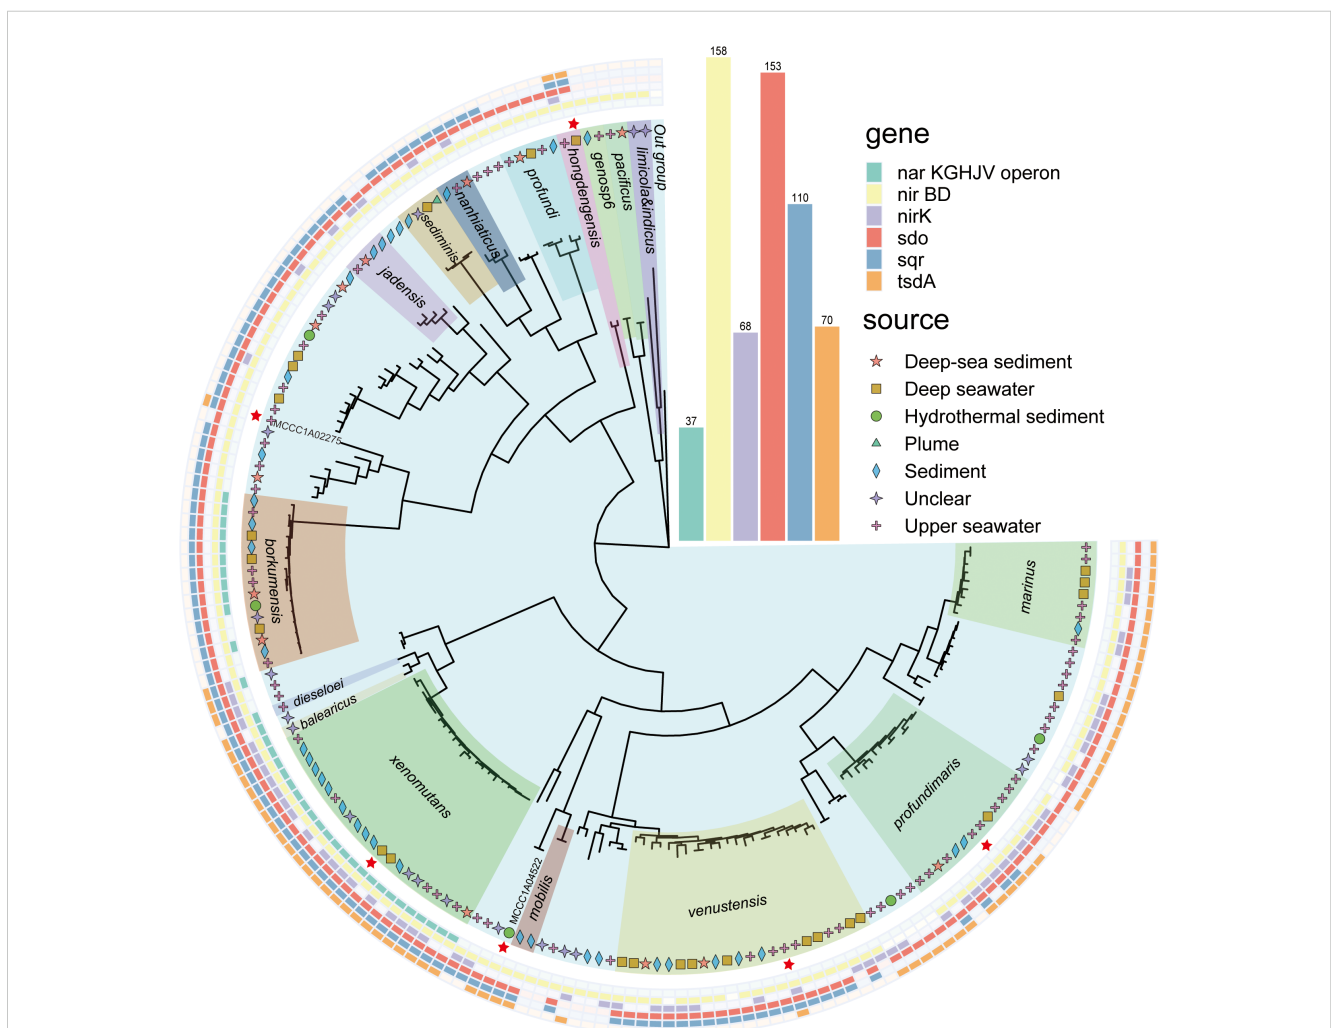 158
153
110
68
70
37
gene
nar KGHJV operon
nir BD
nirK
sdo
sqr
tsdA
source
Deep-sea sediment
Deep seawater
Hydrothermal sediment
Plume
Sediment
Unclear
Upper seawater
Out group
limicola&indicus
pacificus
genosp6
hongdengensis
profundi
nanhiaticus
sediminis
jadensis
MCCC1A02275
borkumensis
dieseloei
balearicus
xenomutans
MCCC1A04522
mobilis
venustensis
profundimaris
marinus